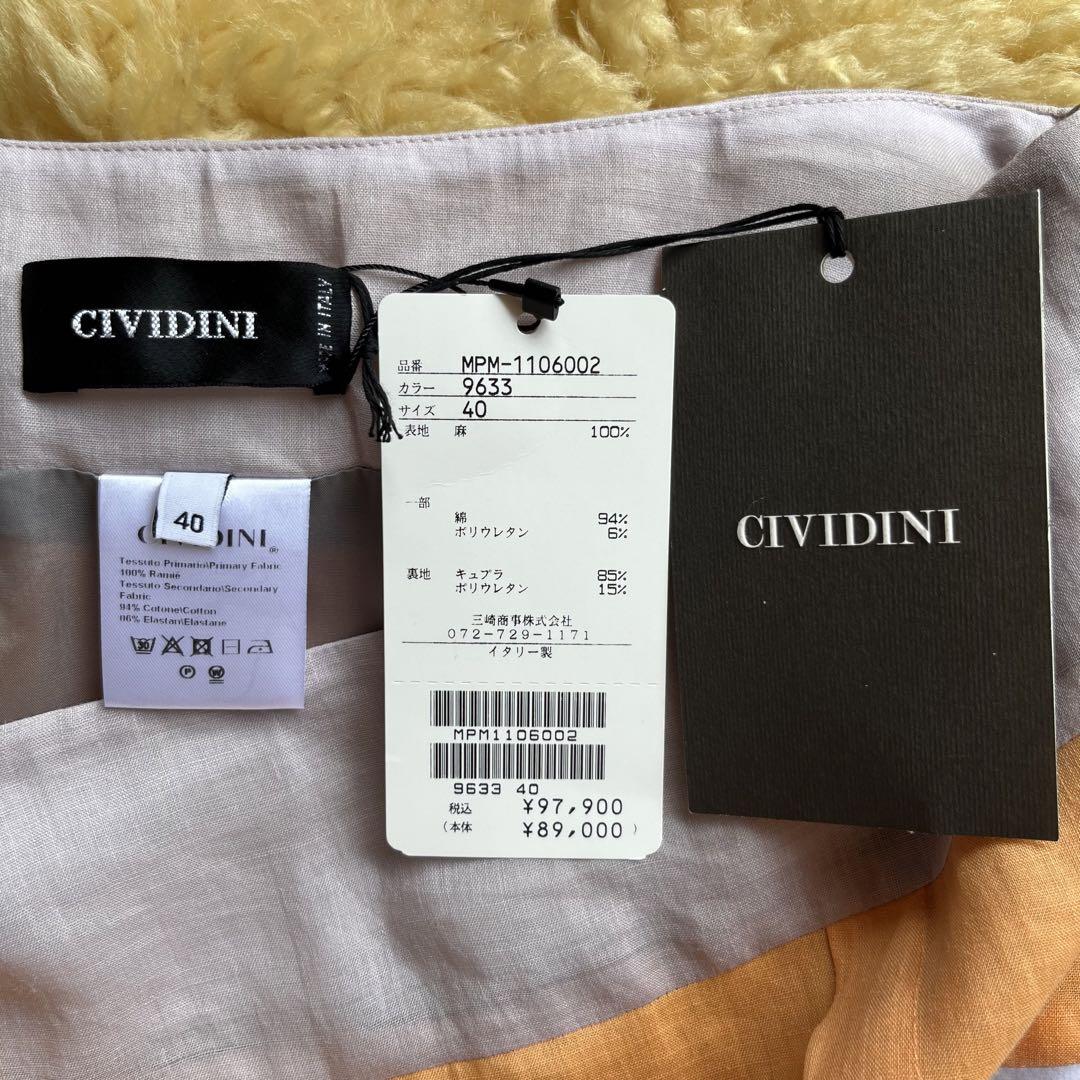 CIVIDINI
IN ITALY
40
Tessuto Primario\Primary Fabric
100% Ramié
Tessuto Secondario\Secondary
Fabric
94% Cotone\Cotton
06% Elastan\Elastane
30
P
W
品番 MPM-1106002
カラー 9633
サイズ 40
表地 麻 100%
一部
綿 94%
ポリウレタン 6%
裏地 キュプラ 85%
ポリウレタン 15%
三崎商事株式会社
072-729-1171
イタリー製
MPM1106002
9633 40
税込 ¥97,900
(本体 ¥89,000)
CIVIDINI